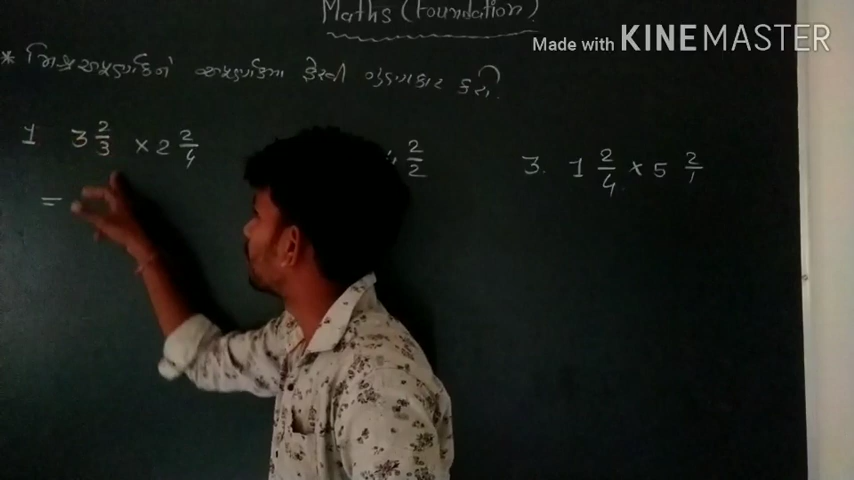 Maths (Foundation)
Made with KINEMASTER
* મિશ્ર અપૂર્ણાંકને અપૂર્ણાંકમા ફેરવી ગુણાકાર કરો.
1 3 2/3 × 2 2/4
2/2
3. 1 2/4 × 5 2/1
=